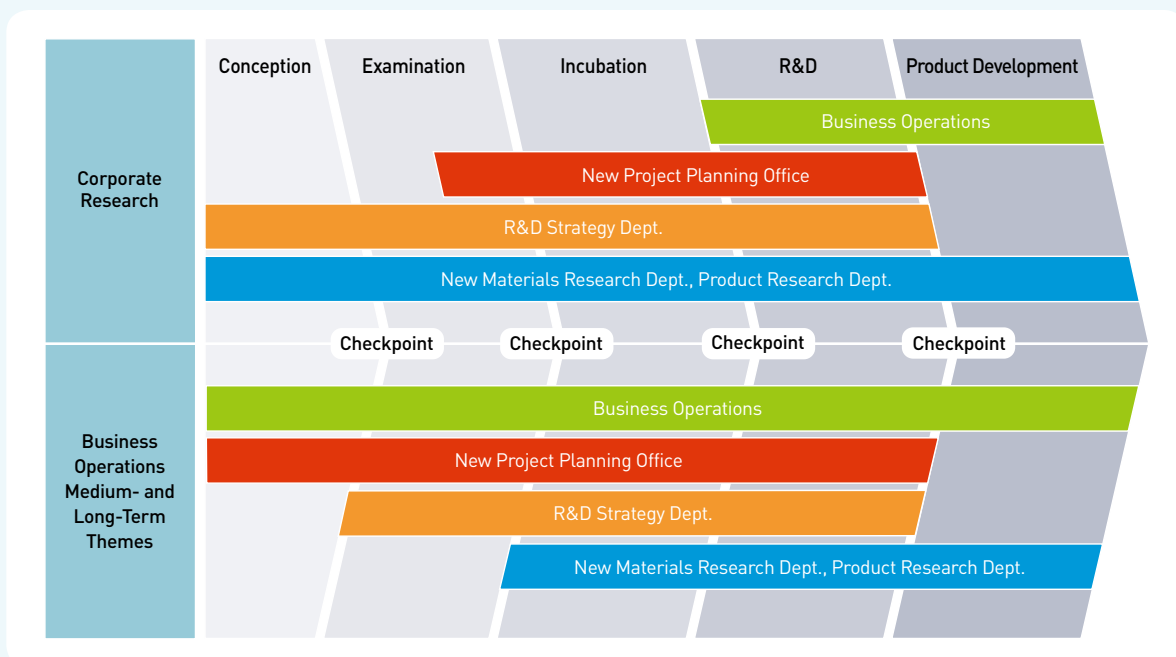 Conception
Examination
Incubation
R&D
Product Development
Corporate
Research
Business Operations
New Project Planning Office
R&D Strategy Dept.
New Materials Research Dept., Product Research Dept.
Checkpoint
Checkpoint
Checkpoint
Checkpoint
Business
Operations
Medium- and
Long-Term
Themes
Business Operations
New Project Planning Office
R&D Strategy Dept.
New Materials Research Dept., Product Research Dept.